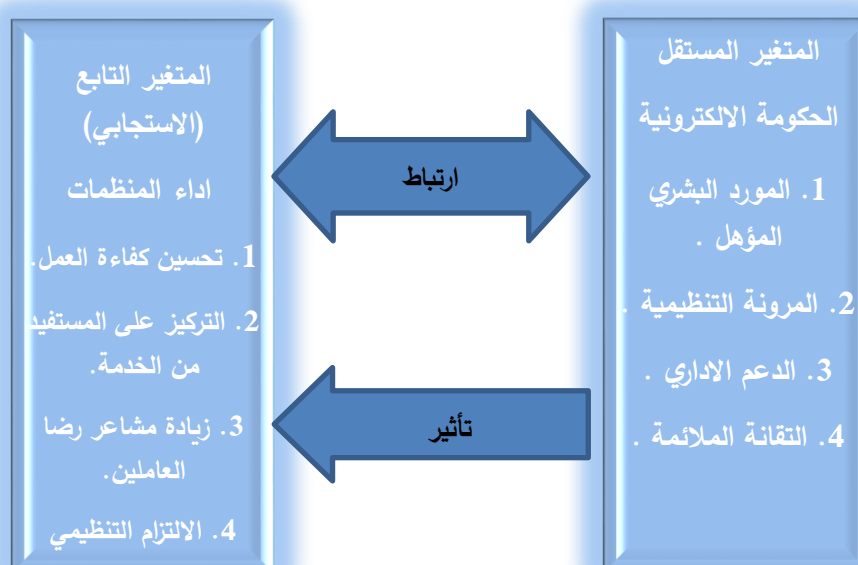 المتغير المستقل
الحكومة الالكترونية
1. المورد البشري
المؤهل .
2. المرونة التنظيمية .
3. الدعم الاداري .
4. التقانة الملائمة .
ارتباط
تأثير
المتغير التابع
(الاستجابي)
اداء المنظمات
1. تحسين كفاءة العمل.
2. التركيز على المستفيد
من الخدمة.
3. زيادة مشاعر رضا
العاملين.
4. الالتزام التنظيمي